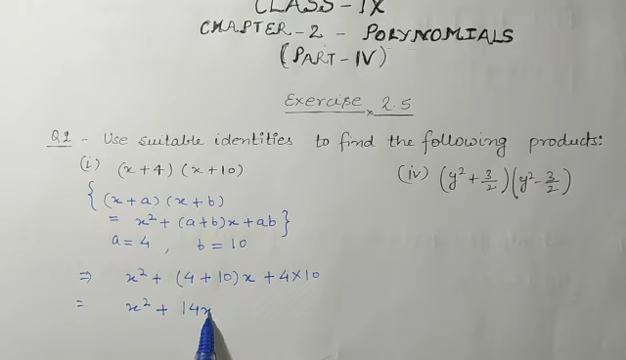 CLASS - IX
CHAPTER - 2 - POLYNOMIALS
(PART - IV)
Exercise 2.5
Q1 - Use suitable identities to find the following products:
(i) (x+4) (x+10)
(iv) (y² + 3/2)(y² - 3/2)
{ (x+a) (x+b)
= x² + (a+b)x + ab }
a = 4, b = 10
⇒ x² + (4+10)x + 4×10
= x² + 14x